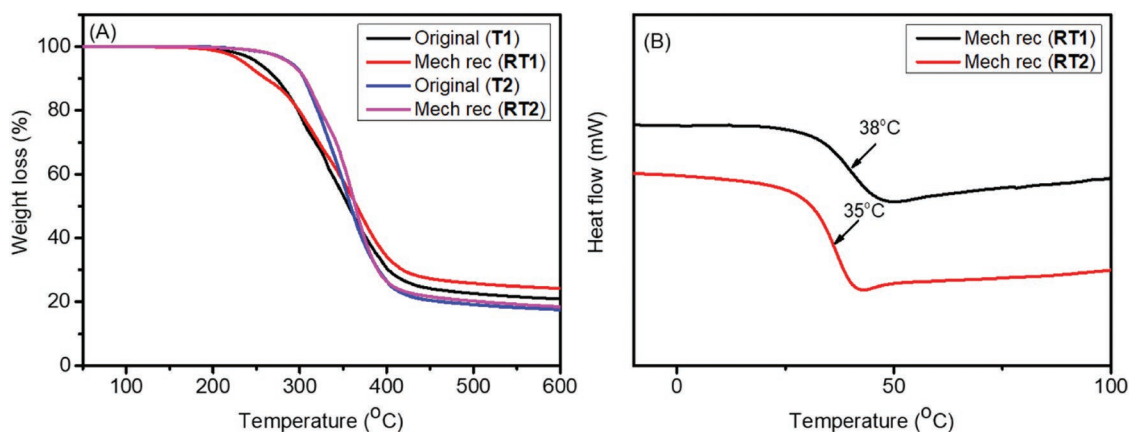 (A)
Original (T1)
Mech rec (RT1)
Original (T2)
Mech rec (RT2)
Weight loss (%)
100
80
60
40
20
0
100 200 300 400 500 600
Temperature (°C)
(B)
Mech rec (RT1)
Mech rec (RT2)
38°C
35°C
Heat flow (mW)
0 50 100
Temperature (°C)